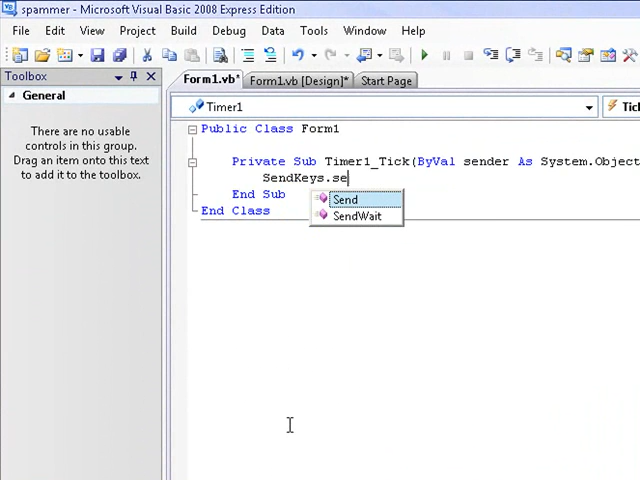 spammer - Microsoft Visual Basic 2008 Express Edition
File Edit View Project Build Debug Data Tools Window Help
Toolbox
General
There are no usable
controls in this group.
Drag an item onto this text
to add it to the toolbox.
Form1.vb* Form1.vb [Design]* Start Page
Timer1 Tick
Public Class Form1
Private Sub Timer1_Tick(ByVal sender As System.Object
SendKeys.se
End Sub
End Class
Send
SendWait